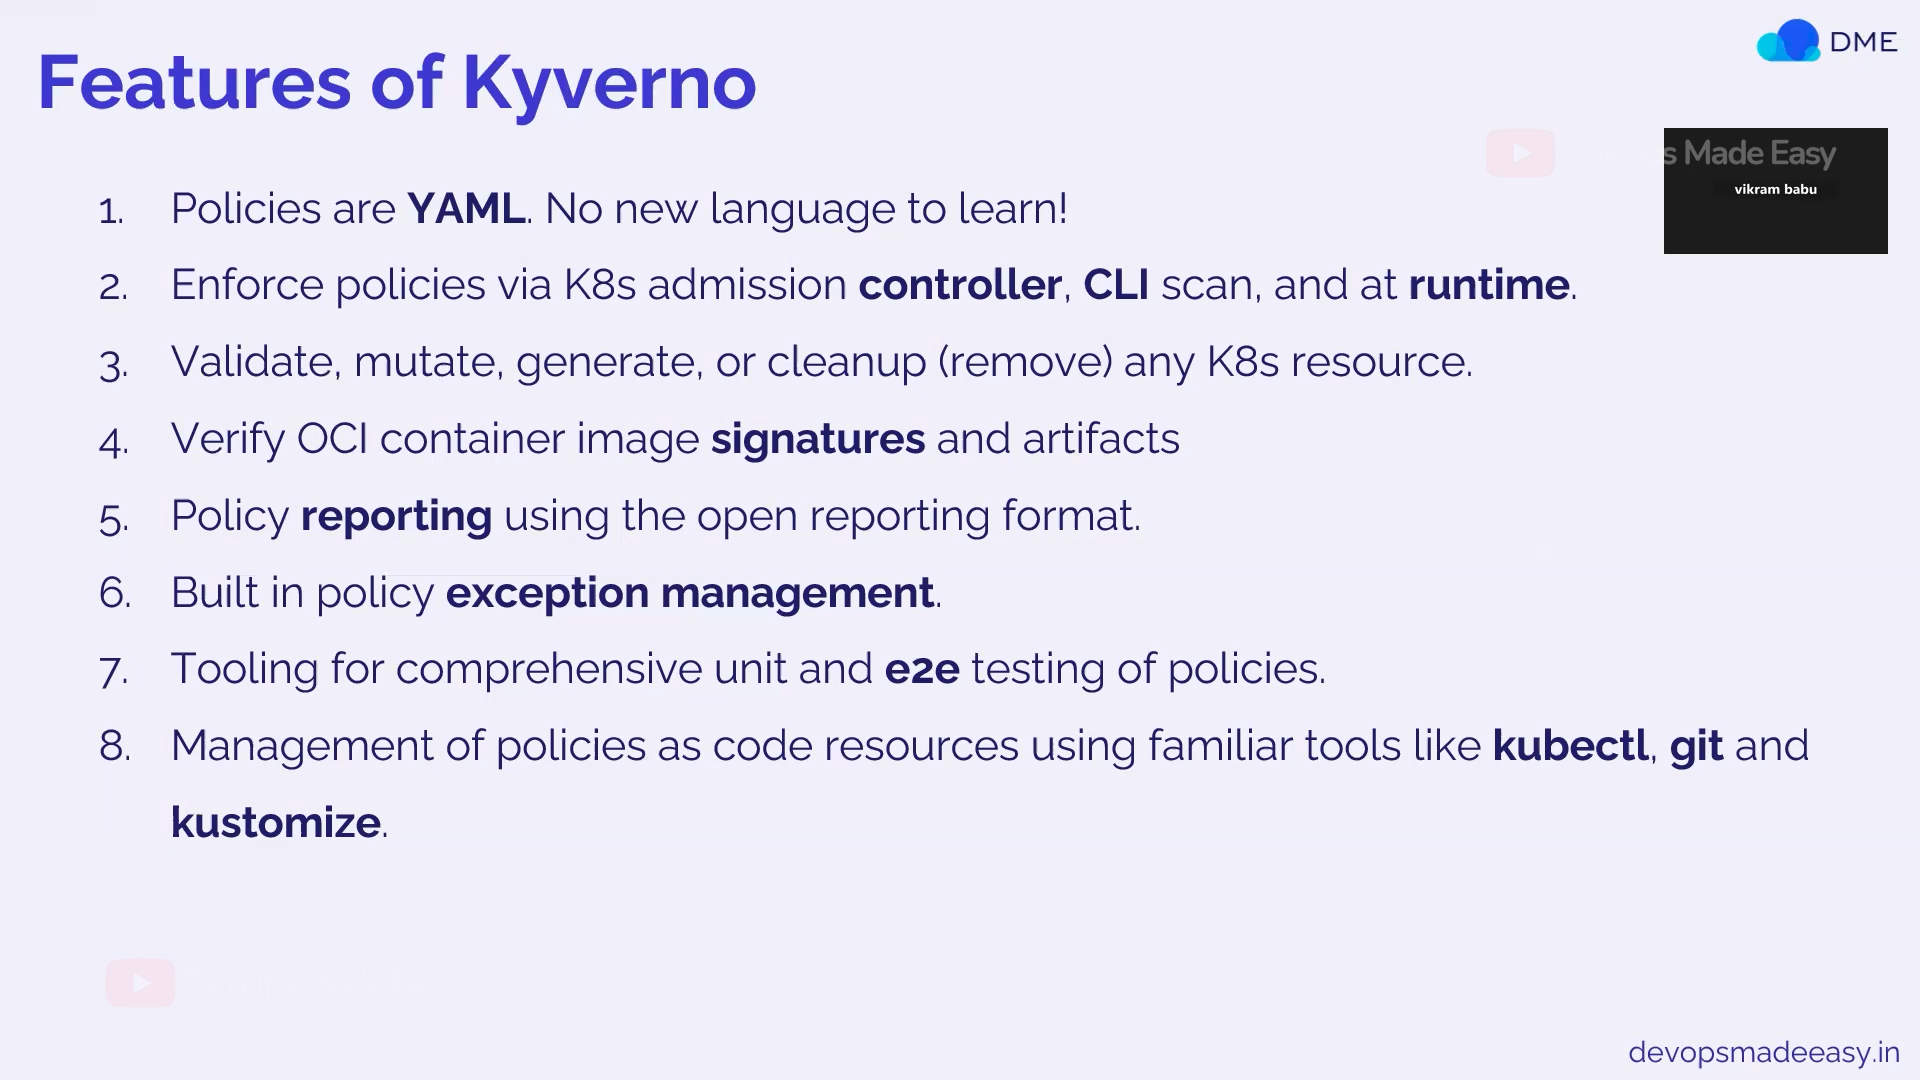 DME
Features of Kyverno
s Made Easy
vikram babu
1. Policies are YAML. No new language to learn!
2. Enforce policies via K8s admission controller, CLI scan, and at runtime.
3. Validate, mutate, generate, or cleanup (remove) any K8s resource.
4. Verify OCI container image signatures and artifacts
5. Policy reporting using the open reporting format.
6. Built in policy exception management.
7. Tooling for comprehensive unit and e2e testing of policies.
8. Management of policies as code resources using familiar tools like kubectl, git and
kustomize.
devopsmadeeasy.in